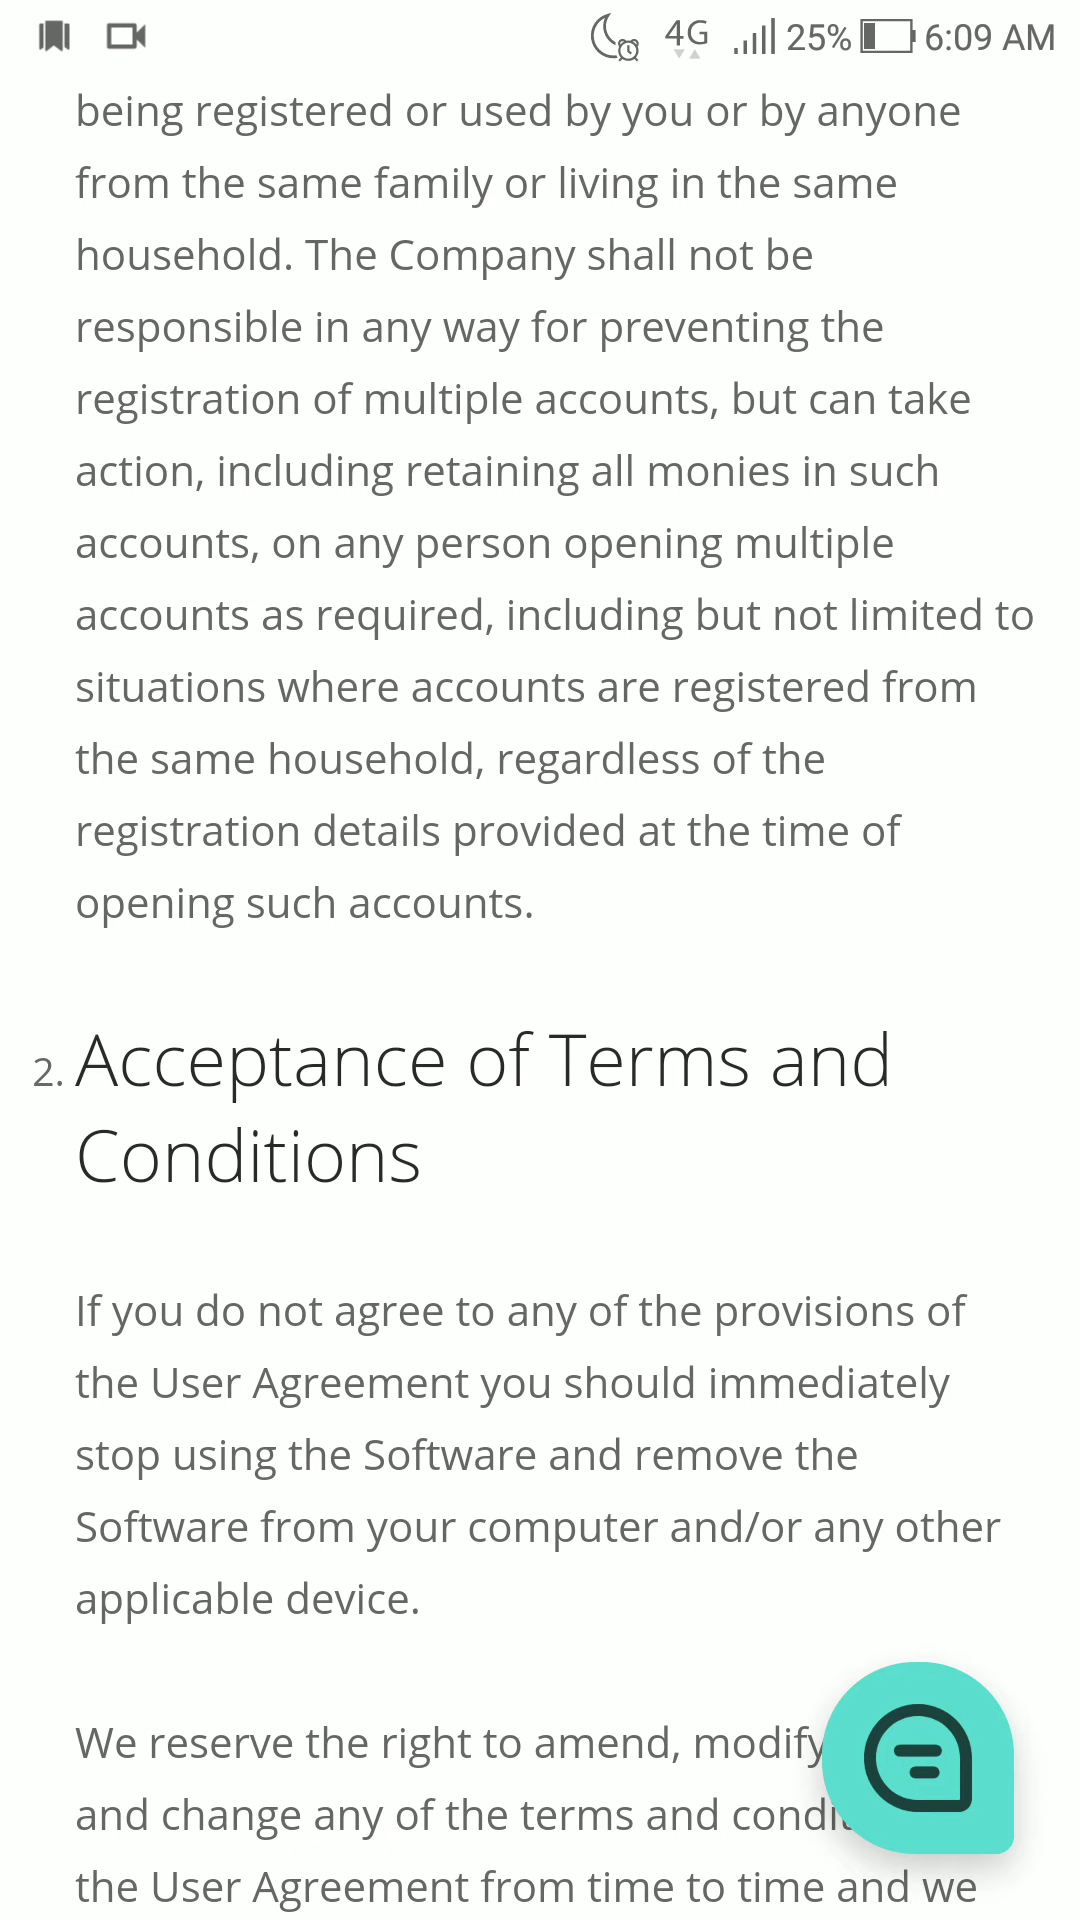 4G 25% 6:09 AM
being registered or used by you or by anyone
from the same family or living in the same
household. The Company shall not be
responsible in any way for preventing the
registration of multiple accounts, but can take
action, including retaining all monies in such
accounts, on any person opening multiple
accounts as required, including but not limited to
situations where accounts are registered from
the same household, regardless of the
registration details provided at the time of
opening such accounts.
2. Acceptance of Terms and
Conditions
If you do not agree to any of the provisions of
the User Agreement you should immediately
stop using the Software and remove the
Software from your computer and/or any other
applicable device.
We reserve the right to amend, modify
and change any of the terms and
the User Agreement from time to time and we